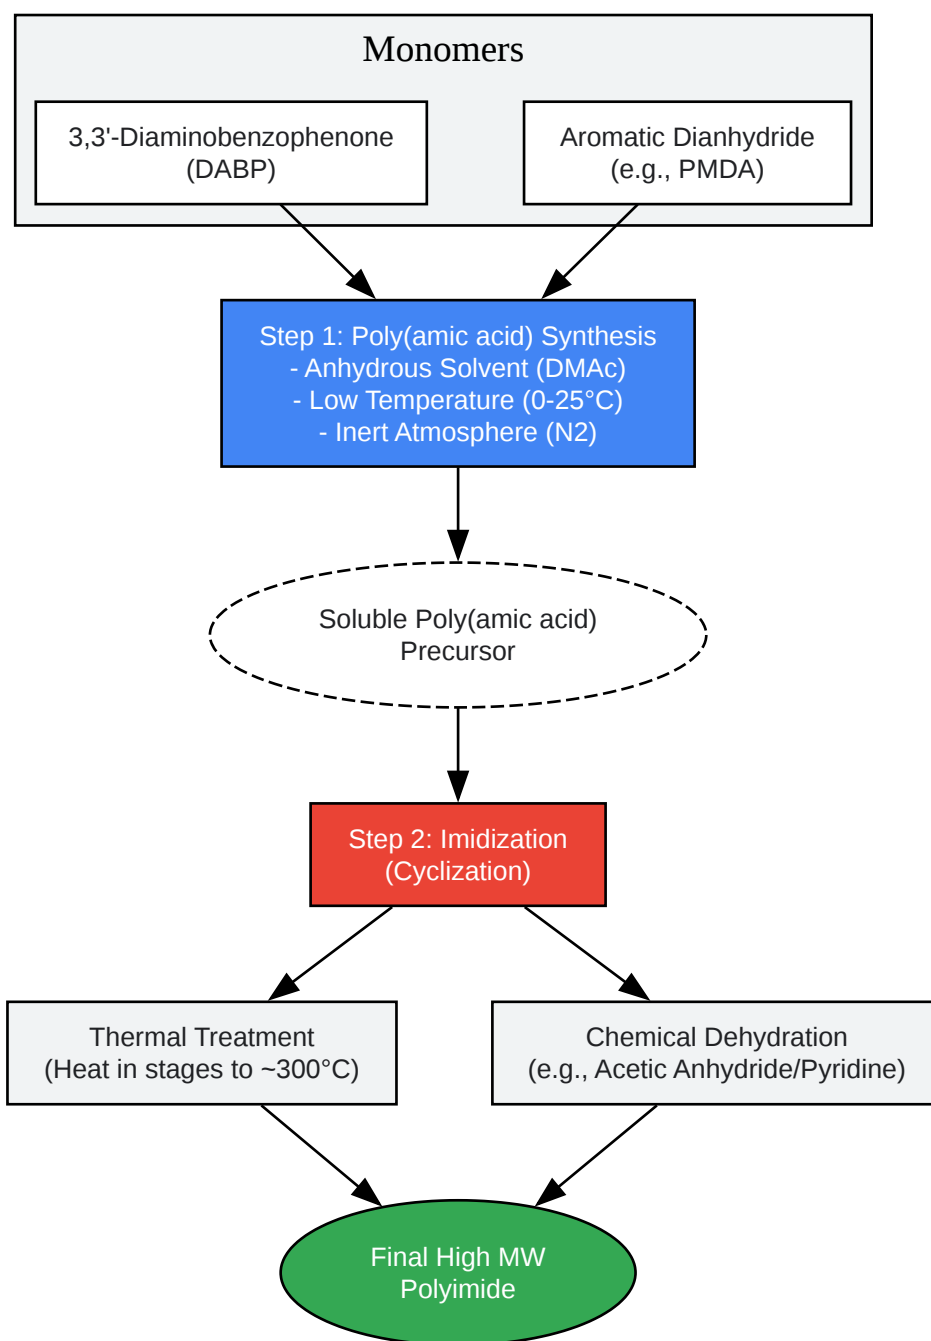 Monomers
3,3'-Diaminobenzophenone
(DABP)
Aromatic Dianhydride
(e.g., PMDA)
Step 1: Poly(amic acid) Synthesis
- Anhydrous Solvent (DMAc)
- Low Temperature (0-25°C)
- Inert Atmosphere (N2)
Soluble Poly(amic acid)
Precursor
Step 2: Imidization
(Cyclization)
Thermal Treatment
(Heat in stages to ~300°C)
Chemical Dehydration
(e.g., Acetic Anhydride/Pyridine)
Final High MW
Polyimide